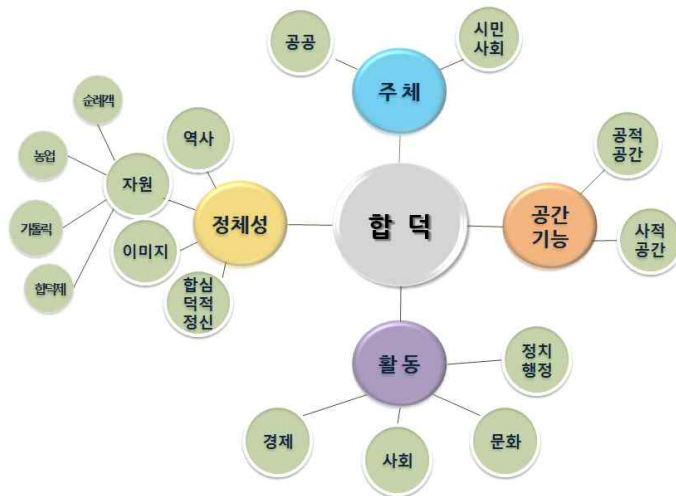 공공
시민
사회
주 체
순례객
역사
공적
공간
농업
자원
가톨릭
정체성
합 덕
공간
기능
사적
공간
이미지
합덕제
합심
덕적
정신
활 동
정치
행정
경제
사회
문화